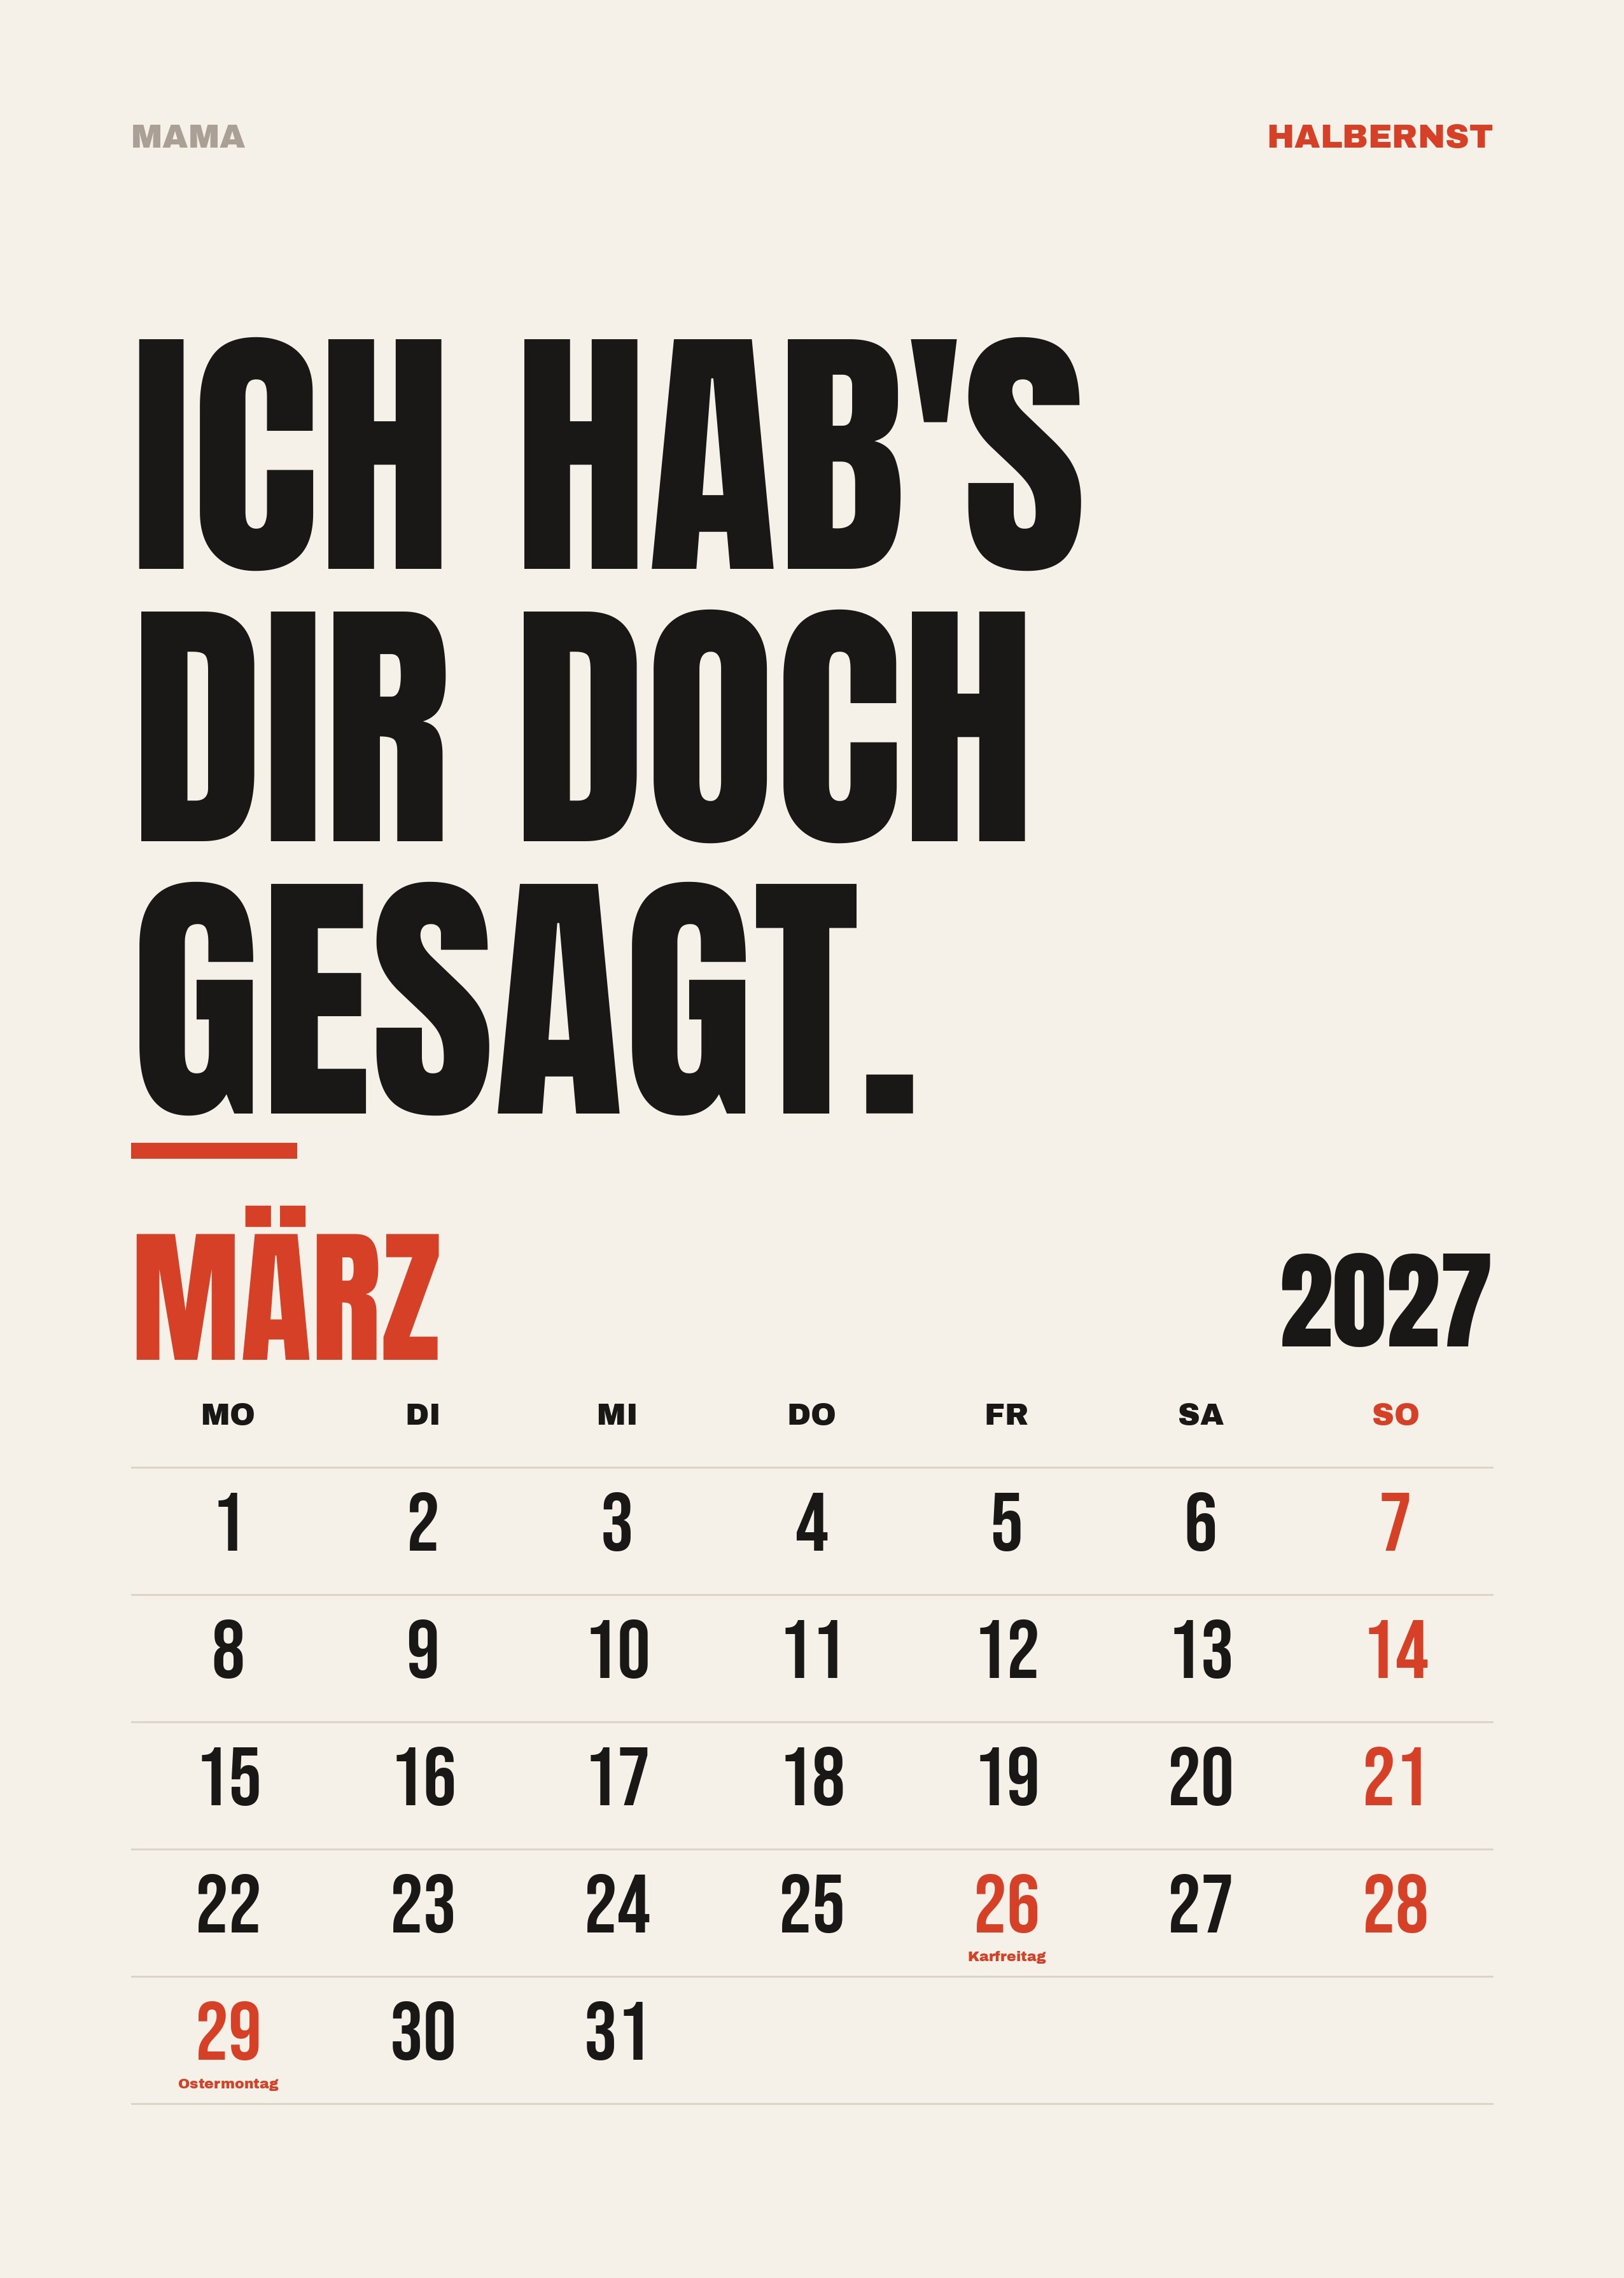 MAMA HALBERNST
ICH HAB'S
DIR DOCH
GESAGT.
MÄRZ 2027
MO DI MI DO FR SA SO
1 2 3 4 5 6 7
8 9 10 11 12 13 14
15 16 17 18 19 20 21
22 23 24 25 26 27 28
Karfreitag
29 30 31
Ostermontag